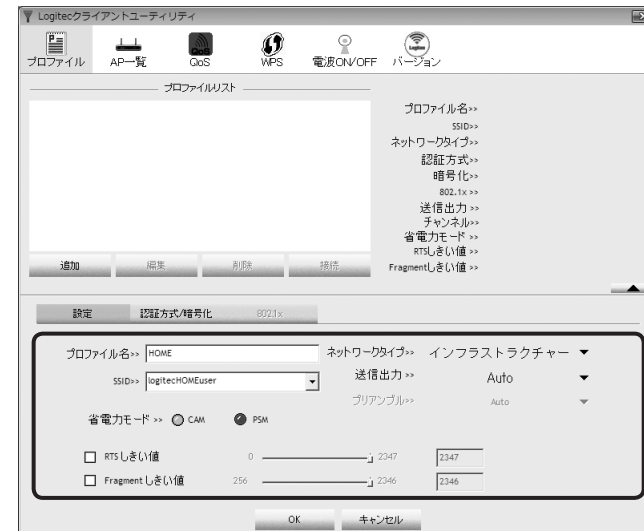 Logitecクライアントユーティリティ
プロファイル AP一覧 QoS WPS 電波ON/OFF バージョン
プロファイルリスト
プロファイル名>>
SSID>>
ネットワークタイプ>>
認証方式>>
暗号化>>
802.1x >>
送信出力 >>
チャンネル>>
省電力モード >>
RTSしきい値 >>
Fragmentしきい値 >>
追加 編集 削除 接続
設定 認証方式/暗号化 802.1x
プロファイル名>> HOME ネットワークタイプ>> インフラストラクチャー
SSID>> logitecHOMEuser 送信出力 >> Auto
プリアンブル>> Auto
省電力モード >> CAM PSM
RTSしきい値 0 2347 2347
Fragmentしきい値 256 2346 2346
OK キャンセル